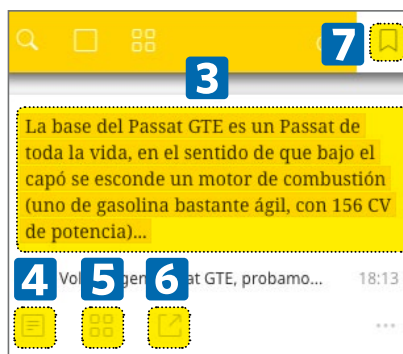 7
3
La base del Passat GTE es un Passat de
toda la vida, en el sentido de que bajo el
capó se esconde un motor de combustión
(uno de gasolina bastante ágil, con 156 CV
de potencia)...
4 5 6
Passat GTE, probamo... 18:13